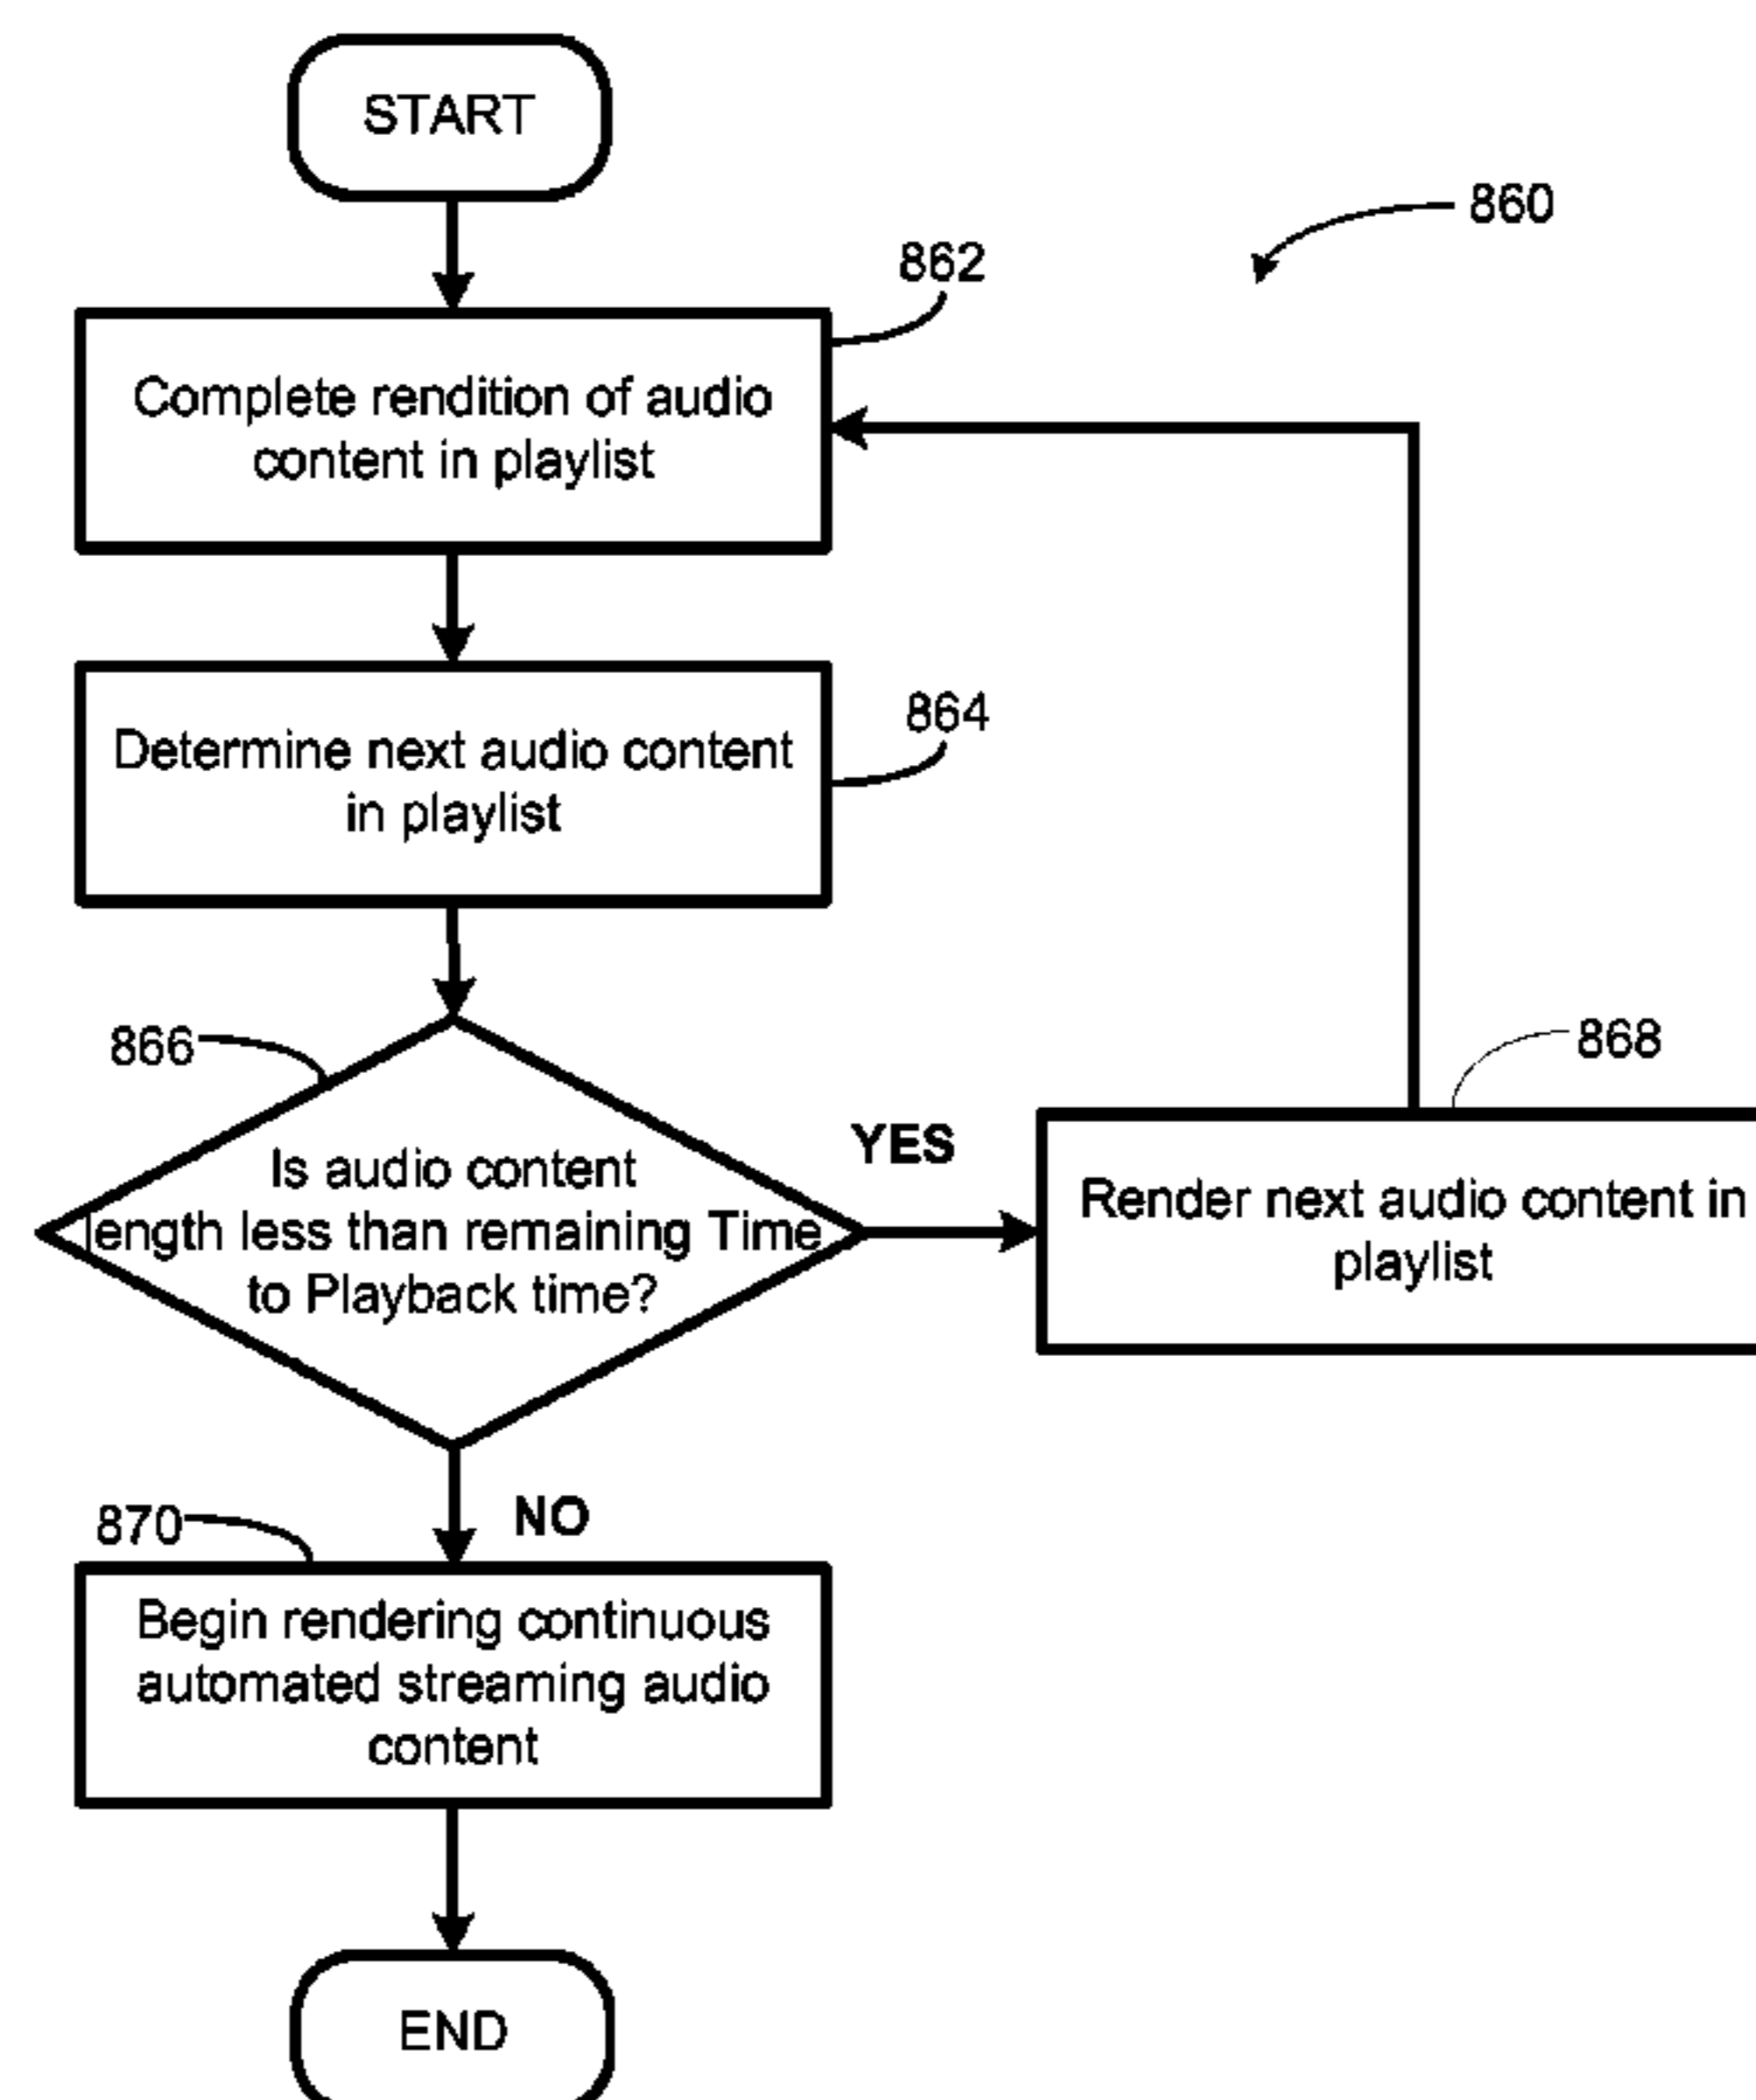 START
860
862
Complete rendition of audio
content in playlist
864
Determine next audio content
in playlist
866
Is audio content
length less than remaining Time
to Playback time?
YES
868
Render next audio content in
playlist
NO
870
Begin rendering continuous
automated streaming audio
content
END